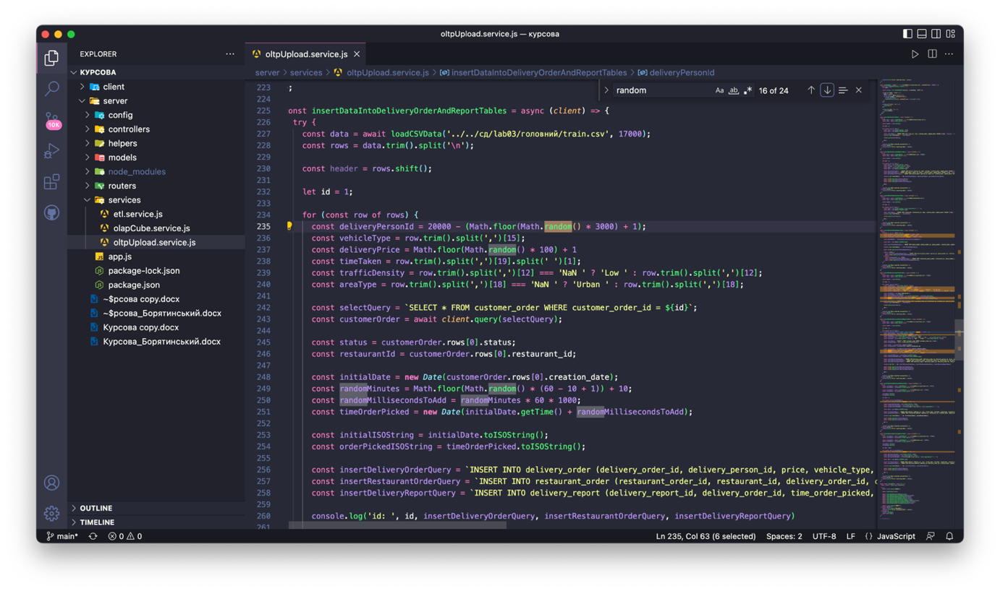 oltpUpload.service.js — курсова
EXPLORER
КУРСОВА
client
server
config
controllers
helpers
models
node_modules
routers
services
etl.service.js
olapCube.service.js
oltpUpload.service.js
app.js
package-lock.json
package.json
~$рсова copy.docx
~$рсова_Борятинський.docx
Курсова copy.docx
Курсова_Борятинський.docx
OUTLINE
TIMELINE
10K
oltpUpload.service.js
server > services > oltpUpload.service.js > insertDataIntoDeliveryOrderAndReportTables > deliveryPersonId
random Aa ab .* 16 of 24
223 ;
224
225 onst insertDataIntoDeliveryOrderAndReportTables = async (client) => {
226 try {
227 const data = await loadCSVData('../../сд/lab03/головний/train.csv', 17000);
228 const rows = data.trim().split('\n');
229
230 const header = rows.shift();
231
232 let id = 1;
233
234 for (const row of rows) {
235 const deliveryPersonId = 20000 - (Math.floor(Math.random() * 3000) + 1);
236 const vehicleType = row.trim().split(',')[15];
237 const deliveryPrice = Math.floor(Math.random() * 100) + 1
238 const timeTaken = row.trim().split(',')[19].split(' ')[1];
239 const trafficDensity = row.trim().split(',')[12] === 'NaN ' ? 'Low ' : row.trim().split(',')[12];
240 const areaType = row.trim().split(',')[18] === 'NaN ' ? 'Urban ' : row.trim().split(',')[18];
241
242 const selectQuery = `SELECT * FROM customer_order WHERE customer_order_id = ${id}`;
243 const customerOrder = await client.query(selectQuery);
244
245 const status = customerOrder.rows[0].status;
246 const restaurantId = customerOrder.rows[0].restaurant_id;
247
248 const initialDate = new Date(customerOrder.rows[0].creation_date);
249 const randomMinutes = Math.floor(Math.random() * (60 - 10 + 1)) + 10;
250 const randomMillisecondsToAdd = randomMinutes * 60 * 1000;
251 const timeOrderPicked = new Date(initialDate.getTime() + randomMillisecondsToAdd);
252
253 const initialISOString = initialDate.toISOString();
254 const orderPickedISOString = timeOrderPicked.toISOString();
255
256 const insertDeliveryOrderQuery = `INSERT INTO delivery_order (delivery_order_id, delivery_person_id, price, vehicle_type,
257 const insertRestaurantOrderQuery = `INSERT INTO restaurant_order (restaurant_order_id, restaurant_id, delivery_order_id,
258 const insertDeliveryReportQuery = `INSERT INTO delivery_report (delivery_report_id, delivery_order_id, time_order_picked,
259
260 console.log('id: ', id, insertDeliveryOrderQuery, insertRestaurantOrderQuery, insertDeliveryReportQuery)
261
main* 0 0 Ln 235, Col 63 (6 selected) Spaces: 2 UTF-8 LF {} JavaScript